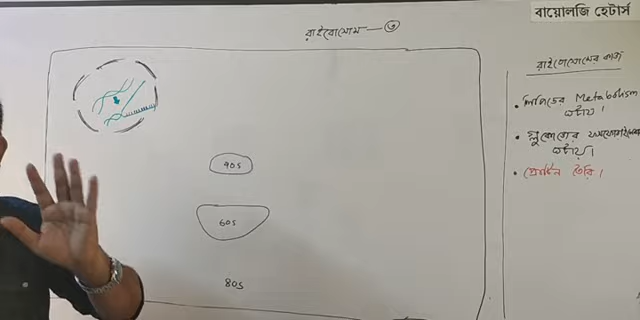 বায়োলজি হেটার্স
রাইবোসোম — ৩
রাইবোসোমের কাজ
• লিপিডের Metabolism
ঘটায়।
• গ্লুকোজের
ঘটায়।
• প্রোটিন তৈরি।
40s
60s
80s